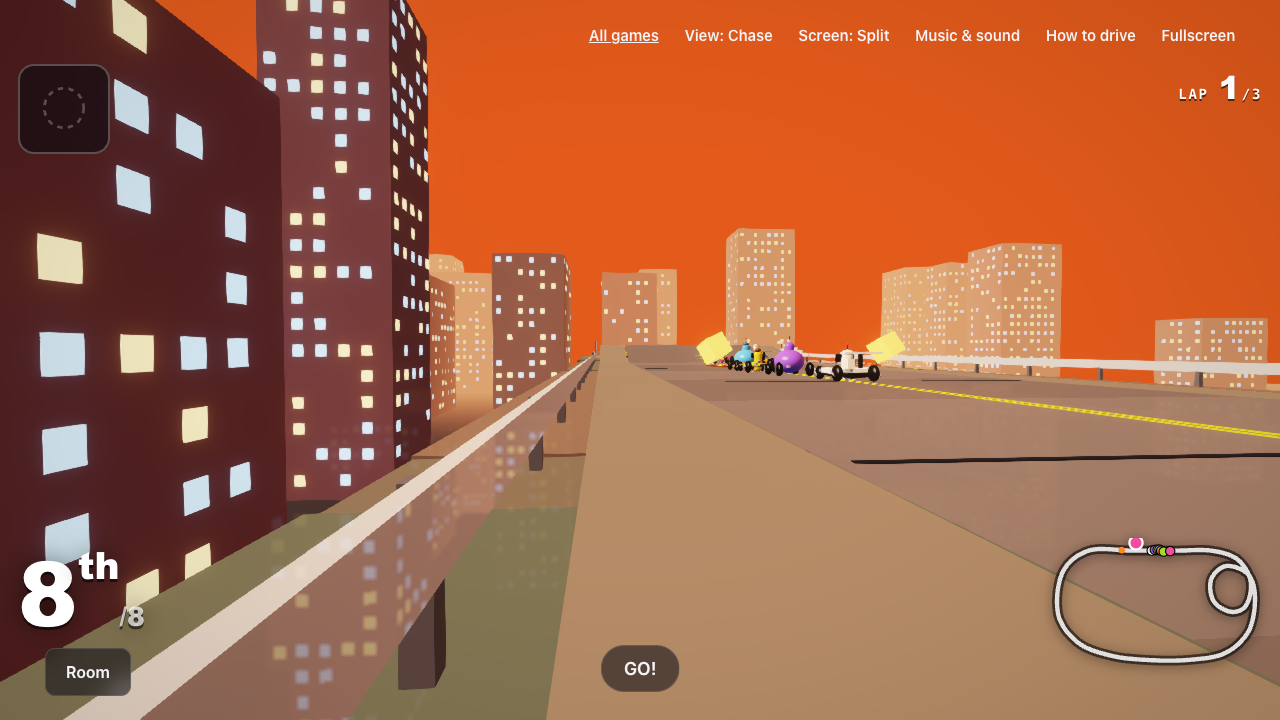 All games View: Chase Screen: Split Music & sound How to drive Fullscreen
LAP 1/3
8th/8
Room
GO!